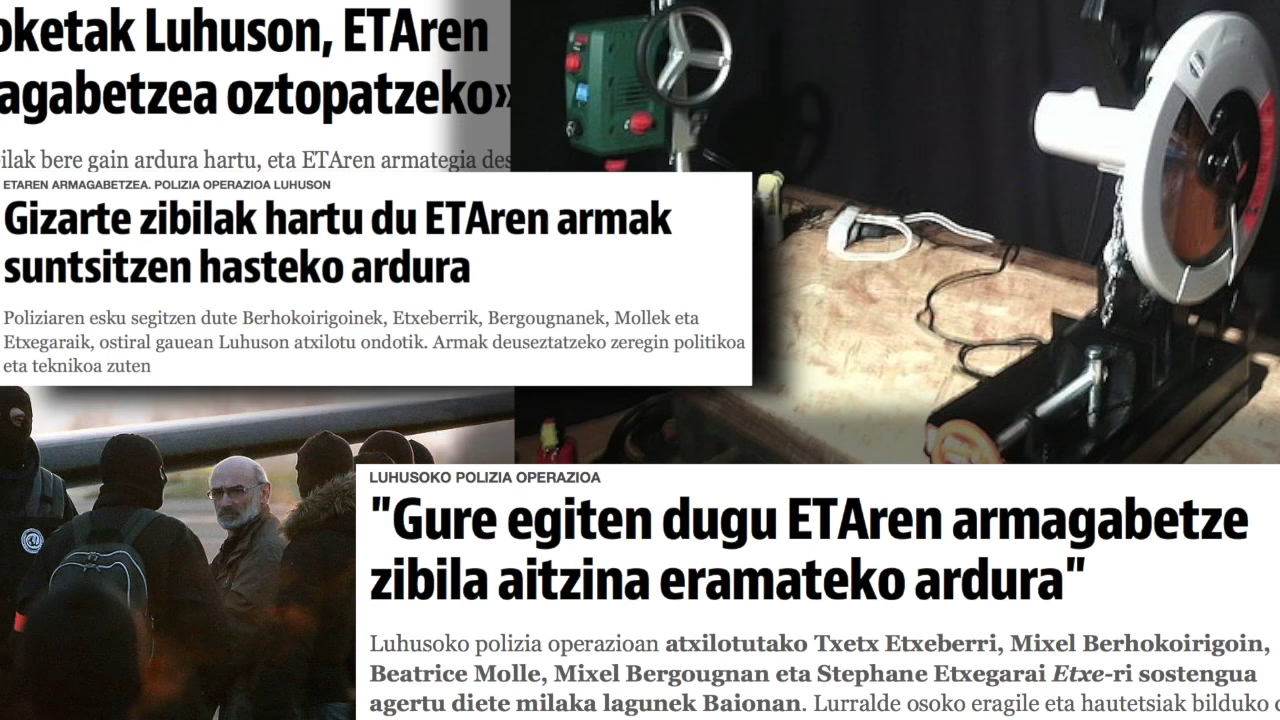 Luhuson, ETAren
oztopatzeko»
bere gain ardura hartu, eta ETAren armategia
ETAREN ARMAGABETZEA. POLIZIA OPERAZIOA LUHUSON
Gizarte zibilak hartu du ETAren armak
suntsitzen hasteko ardura
Poliziaren esku segitzen dute Berhokoirigoinek, Etxeberrik, Bergougnanek, Mollek eta
Etxegaraik, ostiral gauean Luhuson atxilotu ondotik. Armak deuseztatzeko zeregin politikoa
eta teknikoa zuten
LUHUSOKO POLIZIA OPERAZIOA
"Gure egiten dugu ETAren armagabetze
zibila aitzina eramateko ardura"
Luhusoko polizia operazioan atxilotutako Txetx Etxeberri, Mixel Berhokoirigoin,
Beatrice Molle, Mixel Bergougnan eta Stephane Etxegarai Etxe-ri sostengua
agertu diete milaka lagunek Baionan. Lurralde osoko eragile eta hautetsiak bilduko